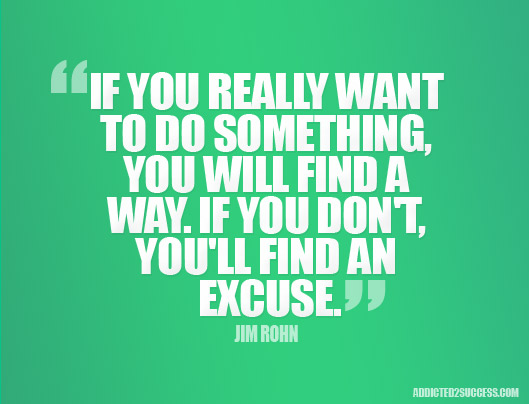 “IF YOU REALLY WANT
TO DO SOMETHING,
YOU WILL FIND A
WAY. IF YOU DON'T,
YOU'LL FIND AN
EXCUSE.”
JIM ROHN
ADDICTED2SUCCESS.COM